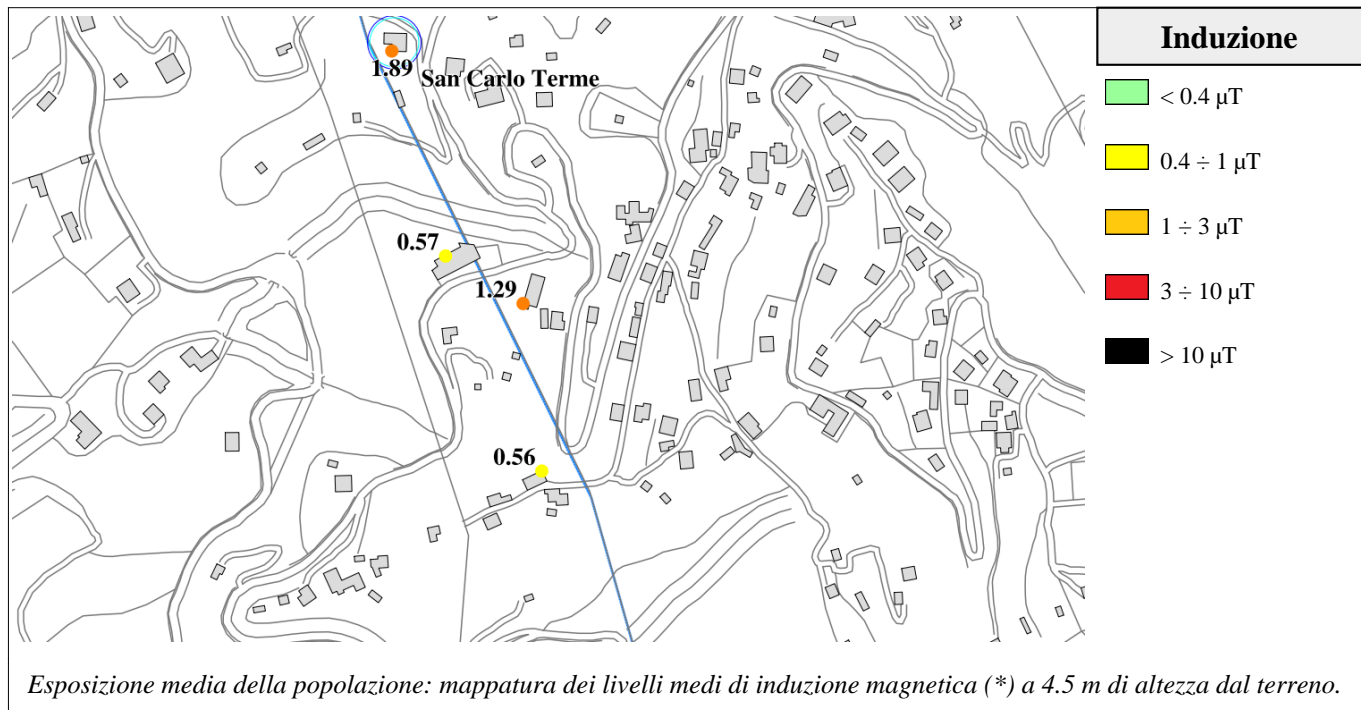 1.89
San Carlo Terme
0.57
1.29
0.56
Induzione
< 0.4 µT
0.4 ÷ 1 µT
1 ÷ 3 µT
3 ÷ 10 µT
> 10 µT
Esposizione media della popolazione: mappatura dei livelli medi di induzione magnetica (*) a 4.5 m di altezza dal terreno.